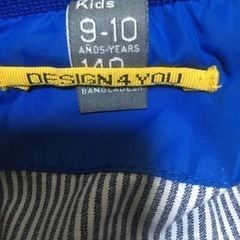 Kids
9-10
AÑOS-YEARS
140
DESIGN 4 YOU
BANGLADESH